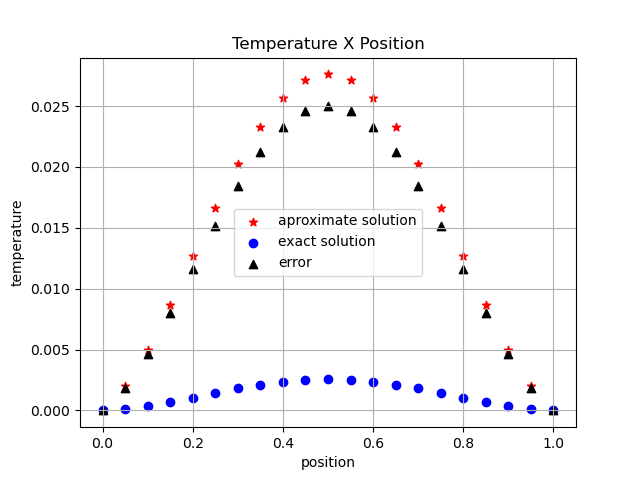 Temperature X Position
temperature
0.025
0.020
0.015
0.010
0.005
0.000
aproximate solution
exact solution
error
0.0 0.2 0.4 0.6 0.8 1.0
position